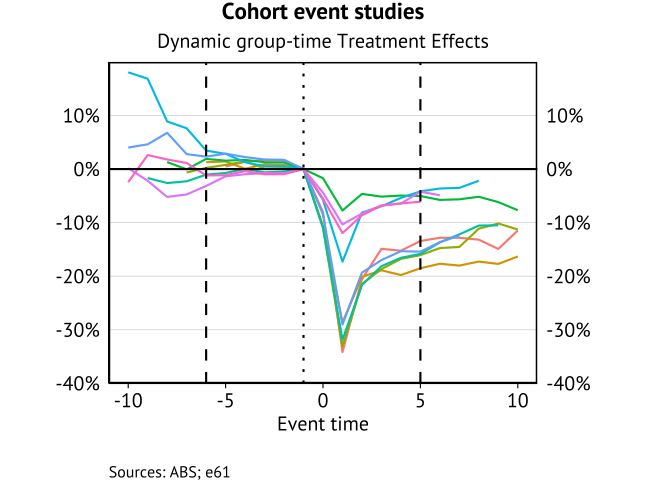 Cohort event studies
Dynamic group-time Treatment Effects
10% 10%
0% 0%
-10% -10%
-20% -20%
-30% -30%
-40% -40%
-10 -5 0 5 10
Event time
Sources: ABS; e61